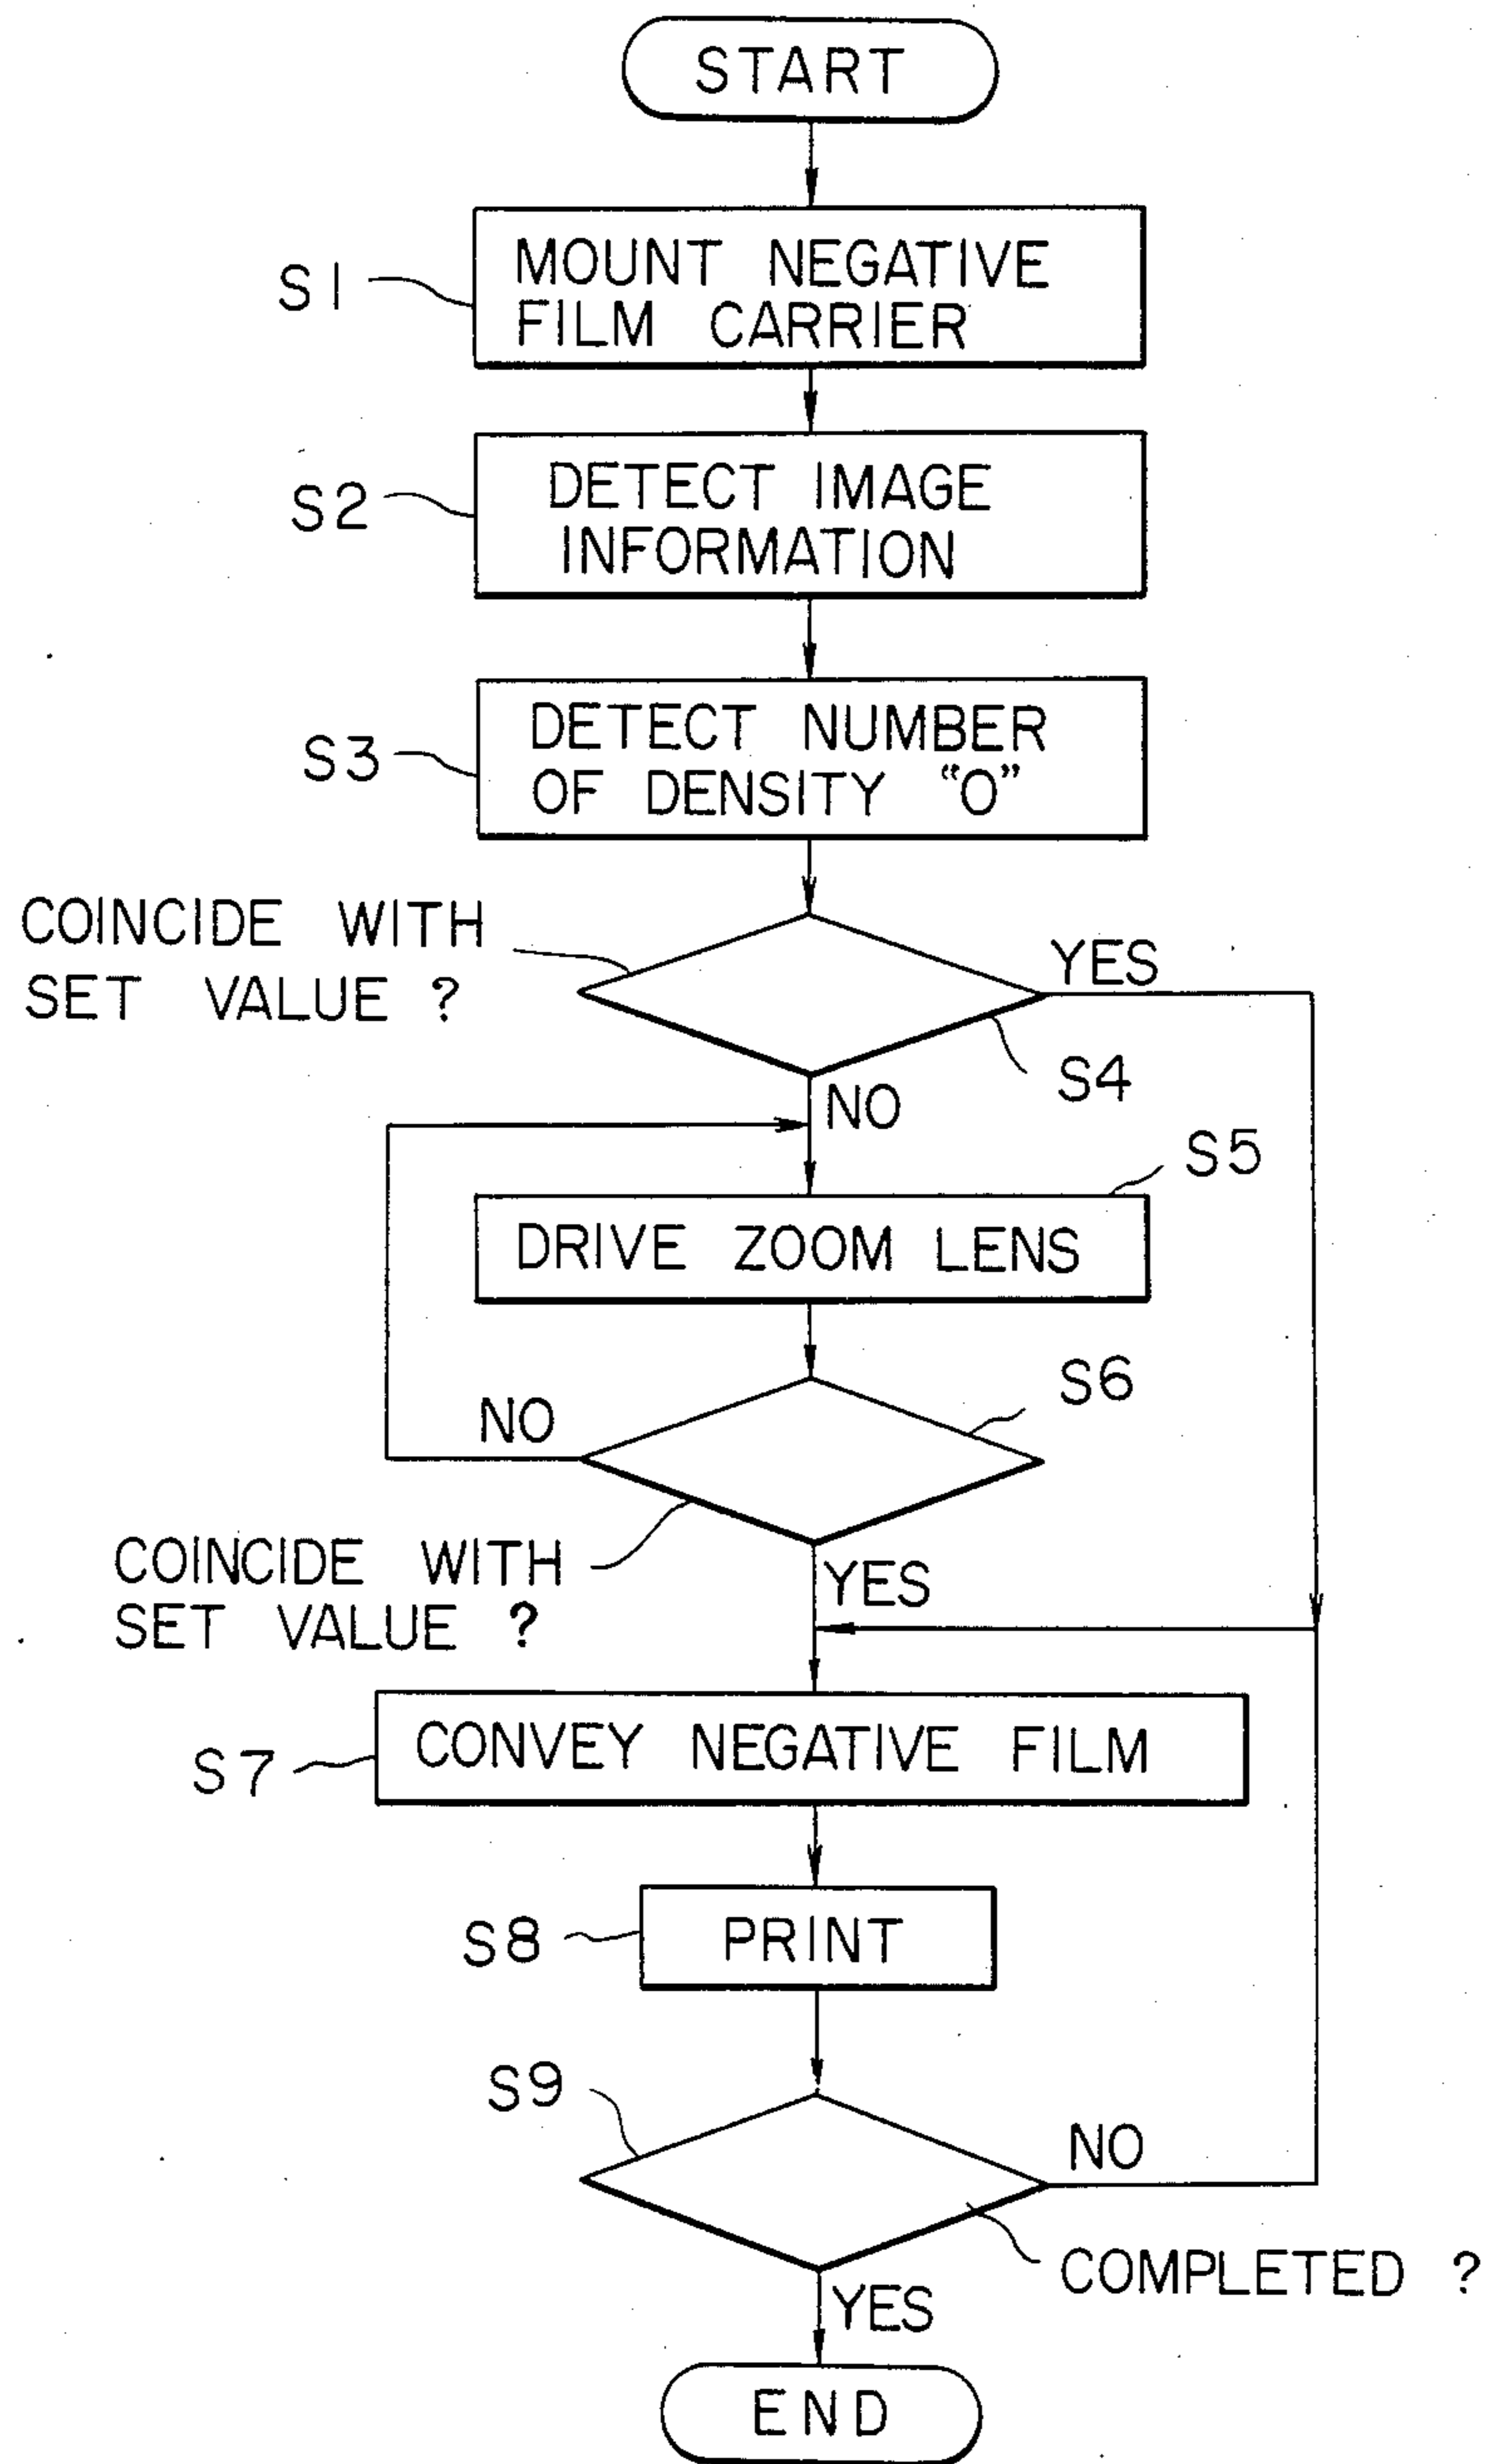 START
S1
MOUNT NEGATIVE
FILM CARRIER
S2
DETECT IMAGE
INFORMATION
S3
DETECT NUMBER
OF DENSITY "0"
COINCIDE WITH
SET VALUE ?
YES
S4
NO
S5
DRIVE ZOOM LENS
S6
NO
COINCIDE WITH
SET VALUE ?
YES
S7
CONVEY NEGATIVE FILM
S8
PRINT
S9
NO
COMPLETED ?
YES
END